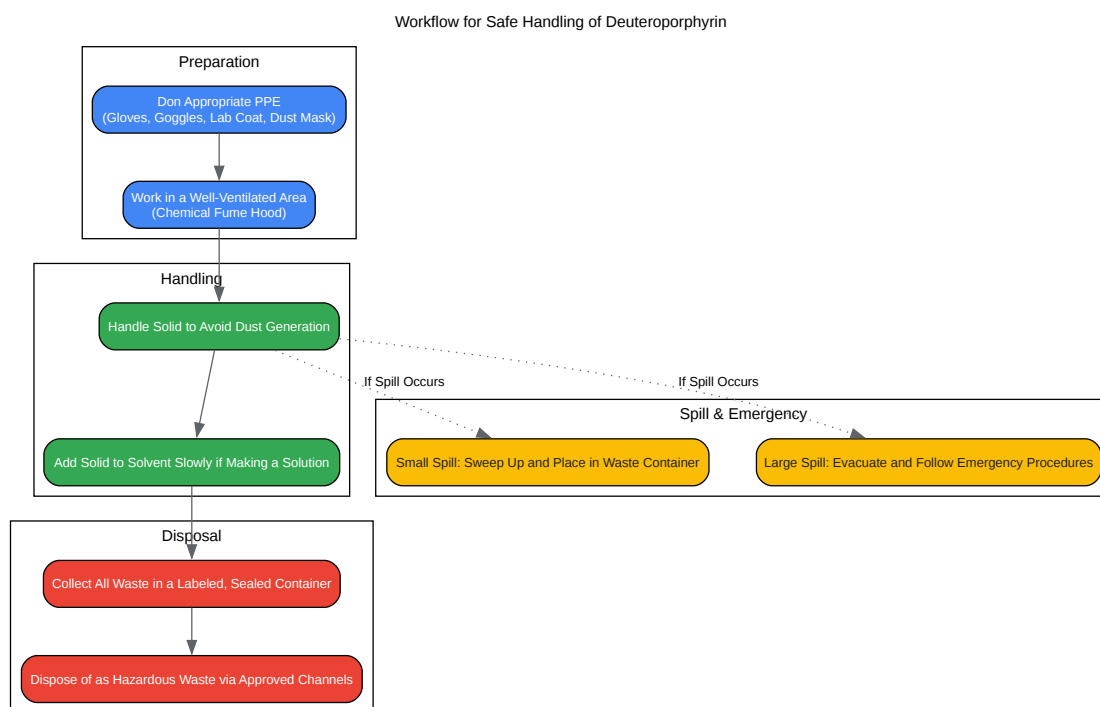 Workflow for Safe Handling of Deuteroporphyrin
Preparation
Don Appropriate PPE
(Gloves, Goggles, Lab Coat, Dust Mask)
Work in a Well-Ventilated Area
(Chemical Fume Hood)
Handling
Handle Solid to Avoid Dust Generation
If Spill Occurs
If Spill Occurs
Spill & Emergency
Add Solid to Solvent Slowly if Making a Solution
Small Spill: Sweep Up and Place in Waste Container
Large Spill: Evacuate and Follow Emergency Procedures
Disposal
Collect All Waste in a Labeled, Sealed Container
Dispose of as Hazardous Waste via Approved Channels